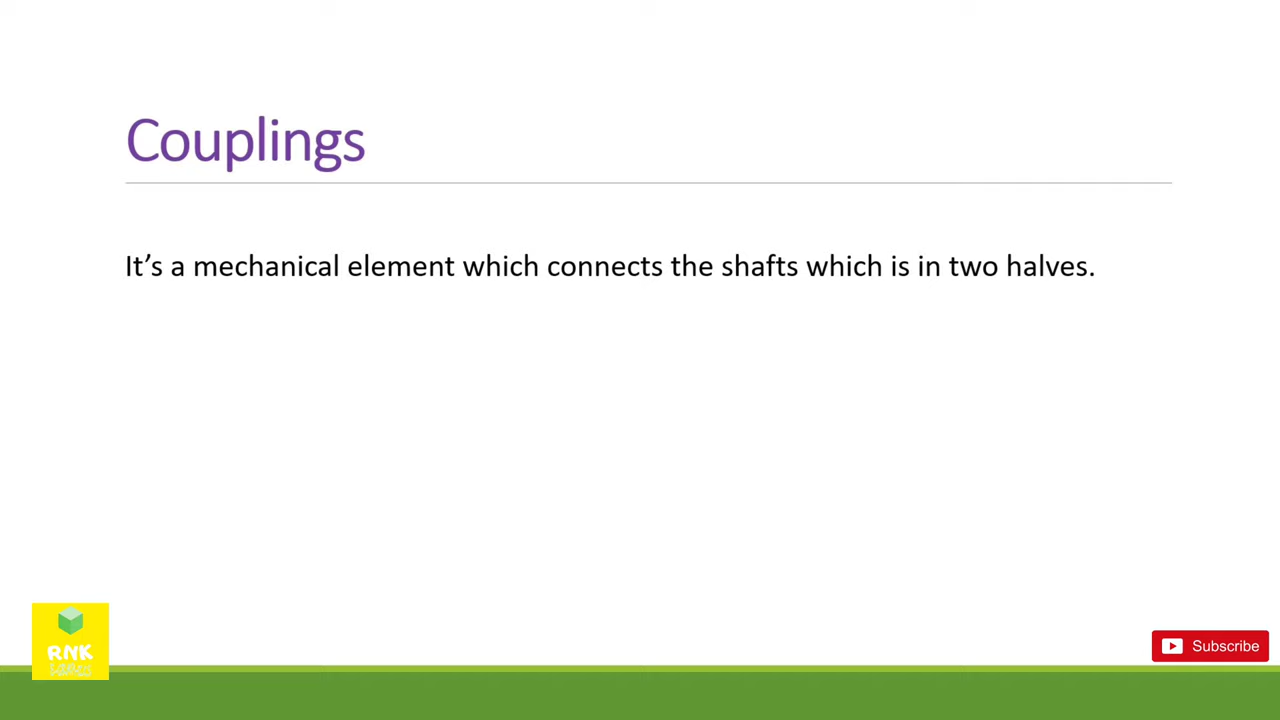 Couplings
It’s a mechanical element which connects the shafts which is in two halves.
RNK
Subscribe